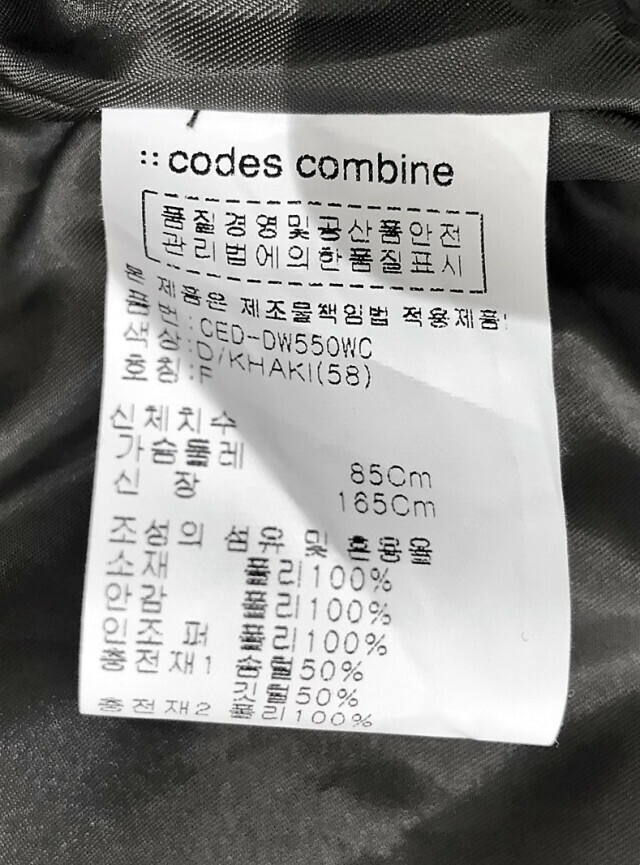 :: codes combine
품질경영및공산품안전
관리법에의한품질표시
본 제품은 제조물책임법 적용제품!
품번:CED-DW550WC
색상:D/KHAKI(58)
호칭:F
신체치수
가슴둘레 85Cm
신 장 165Cm
조성의 섬유 및 혼용율
소재 폴리100%
안감 폴리100%
인조 퍼 폴리100%
충전재1 솜털50%
깃털50%
충전재2 폴리100%